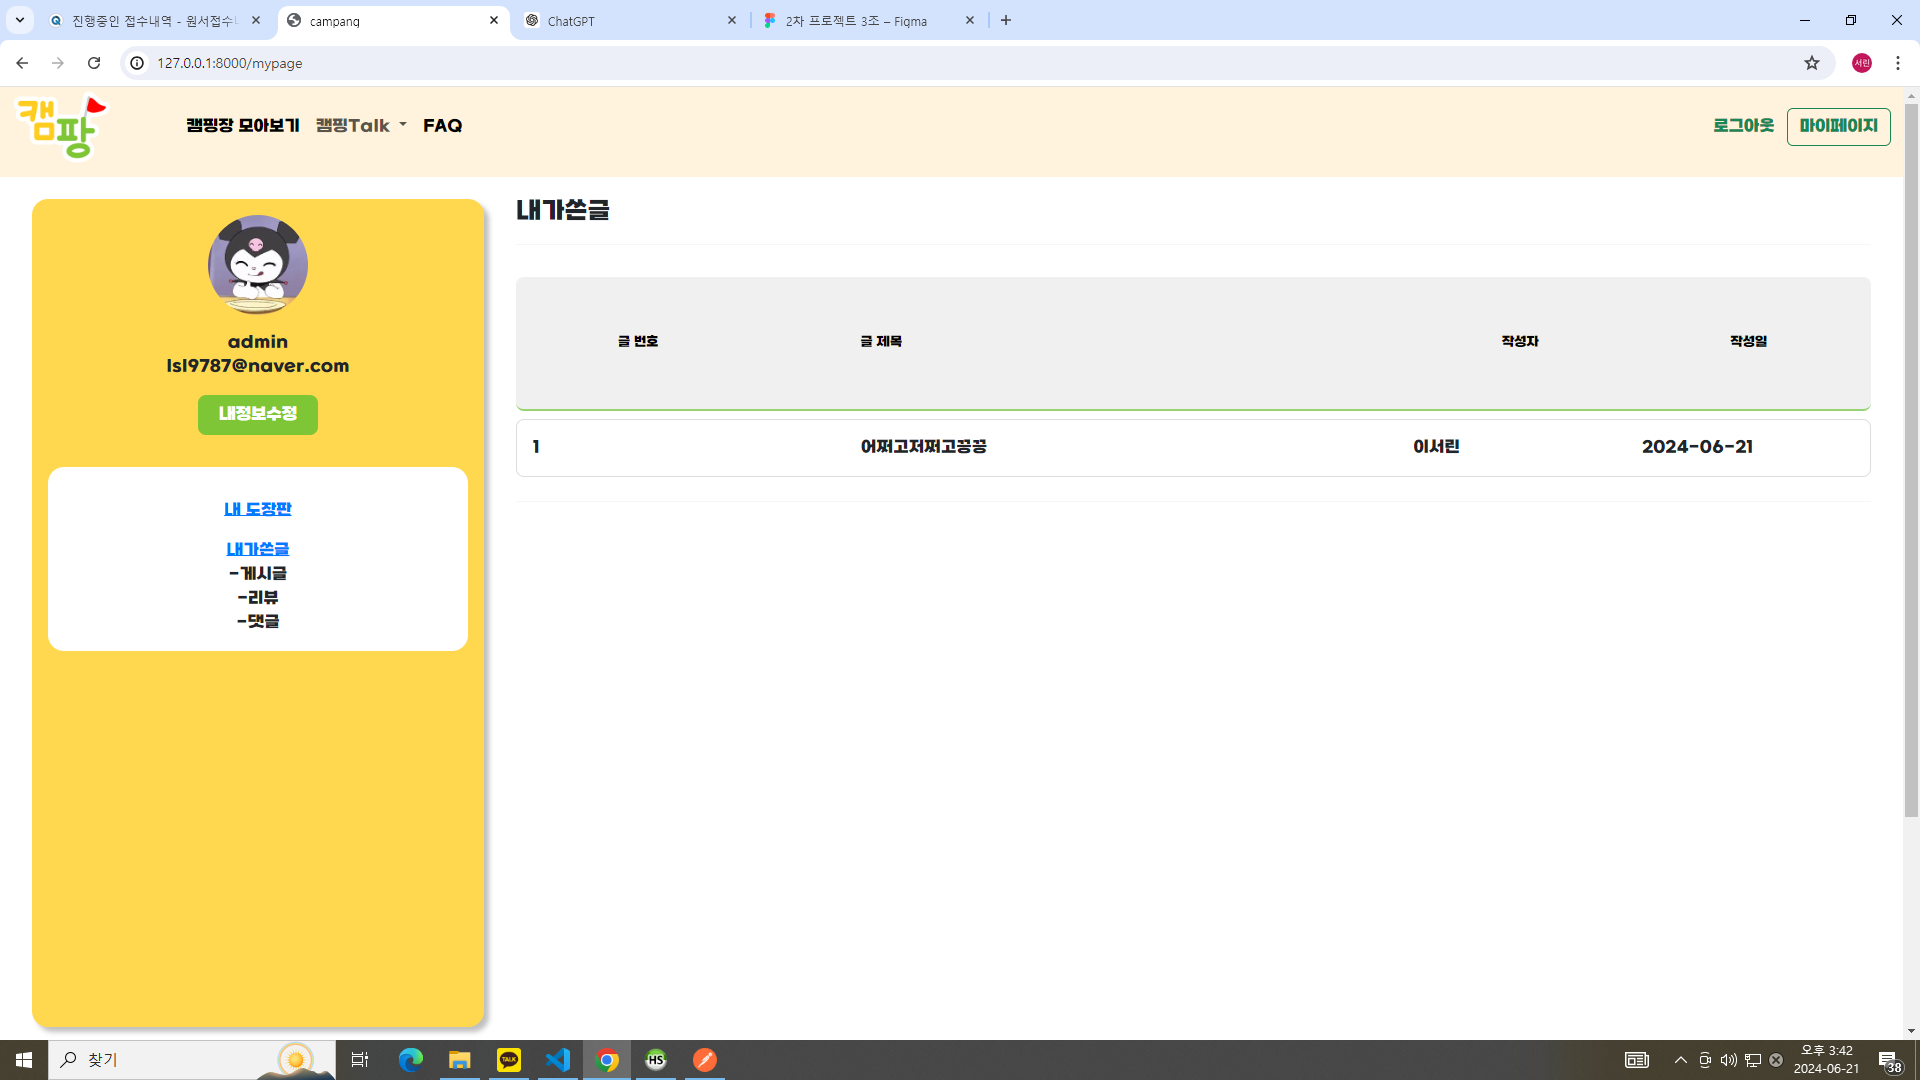 진행중인 접수내역 - 원서접수
campang
ChatGPT
2차 프로젝트 3조 – Figma
127.0.0.1:8000/mypage
서린
캠팡
캠핑장 모아보기
캠핑Talk
FAQ
로그아웃
마이페이지
admin
lsl9787@naver.com
내정보수정
내 도장판
내가쓴글
-게시글
-리뷰
-댓글
내가쓴글
글 번호
글 제목
작성자
작성일
1
어쩌고저쩌고끙끙
이서린
2024-06-21
찾기
TALK
HS
오후 3:42
2024-06-21
38